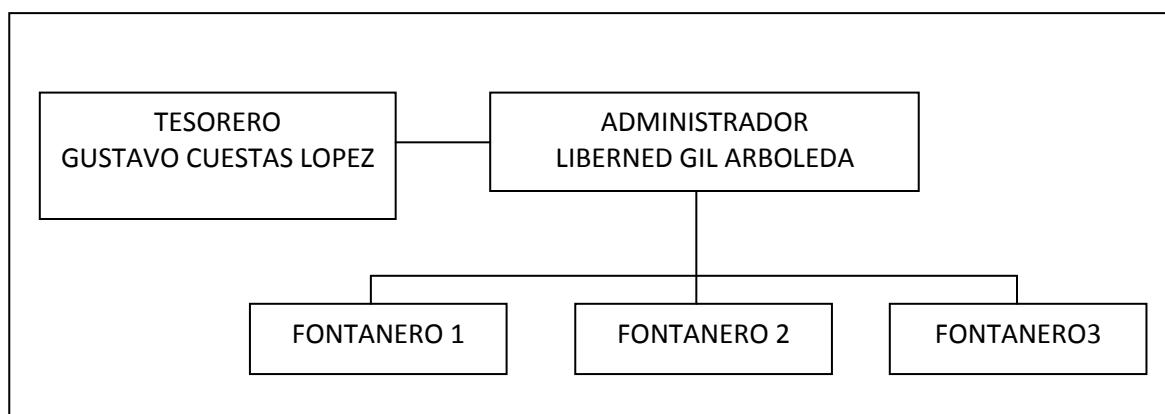 TESORERO
GUSTAVO CUESTAS LOPEZ
ADMINISTRADOR
LIBERNED GIL ARBOLEDA
FONTANERO 1
FONTANERO 2
FONTANERO3